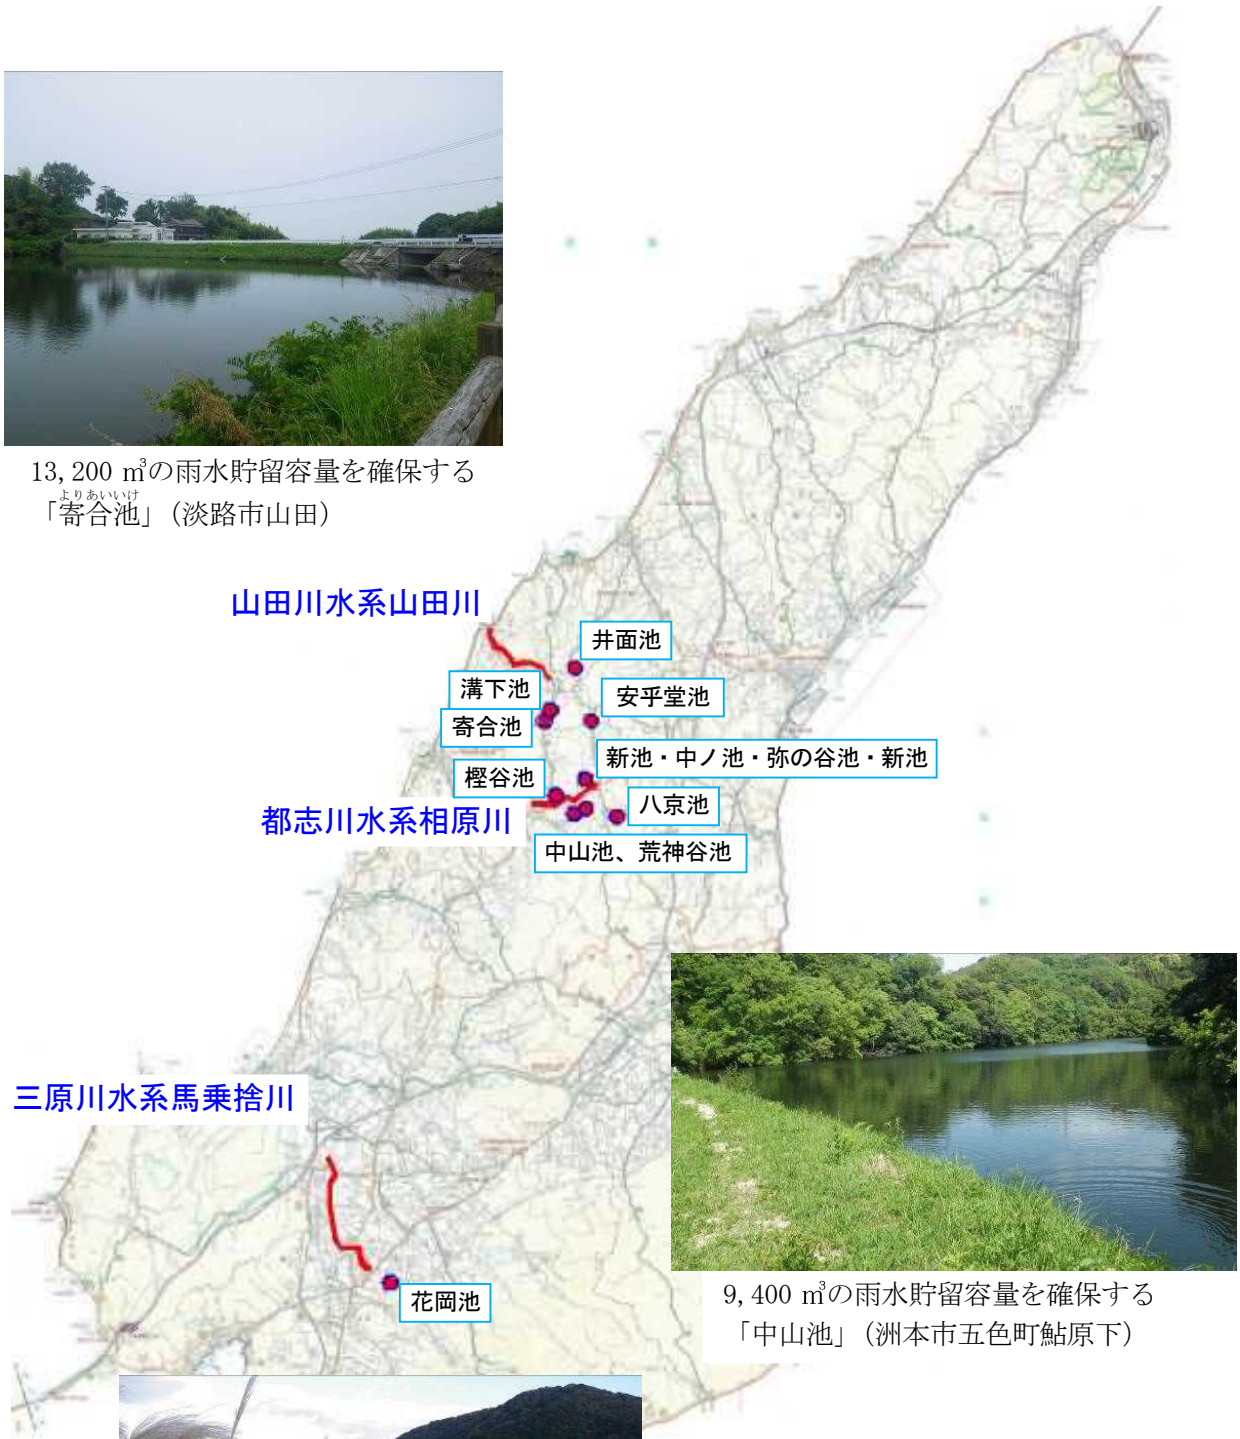 13,200 ㎥の雨水貯留容量を確保する
よりあいいけ
「寄合池」(淡路市山田)
山田川水系山田川
井面池
溝下池
安乎堂池
寄合池
新池・中ノ池・弥の谷池・新池
樫谷池
八京池
都志川水系相原川
中山池、荒神谷池
三原川水系馬乗捨川
花岡池
9,400 ㎥の雨水貯留容量を確保する
「中山池」(洲本市五色町鮎原下)